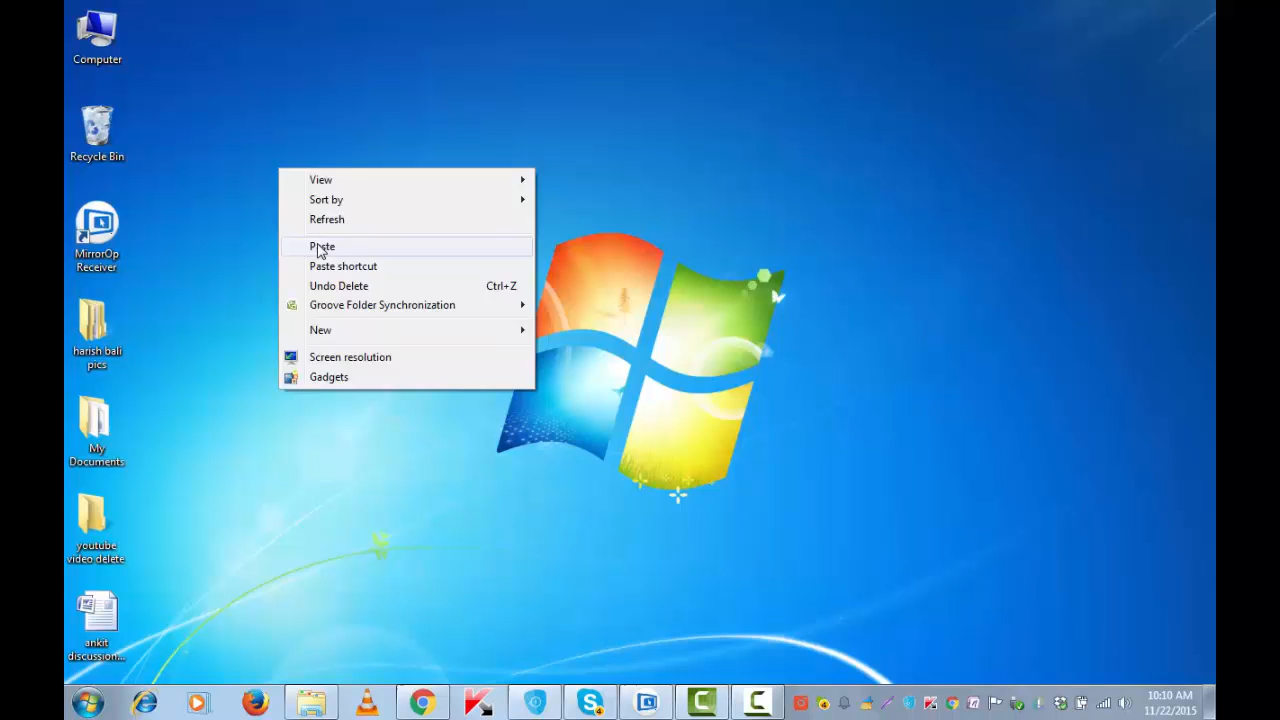 Computer
Recycle Bin
MirrorOp
Receiver
harish bali
pics
My
Documents
youtube
video delete
ankit
discussion...
View
Sort by
Refresh
Paste
Paste shortcut
Undo Delete Ctrl+Z
Groove Folder Synchronization
New
Screen resolution
Gadgets
10:10 AM
11/22/2015